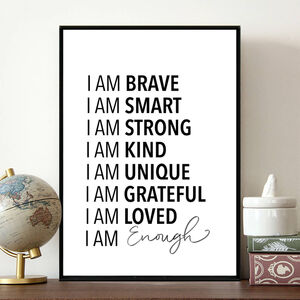 I AM BRAVE
I AM SMART
I AM STRONG
I AM KIND
I AM UNIQUE
I AM GRATEFUL
I AM LOVED
I AM Enough